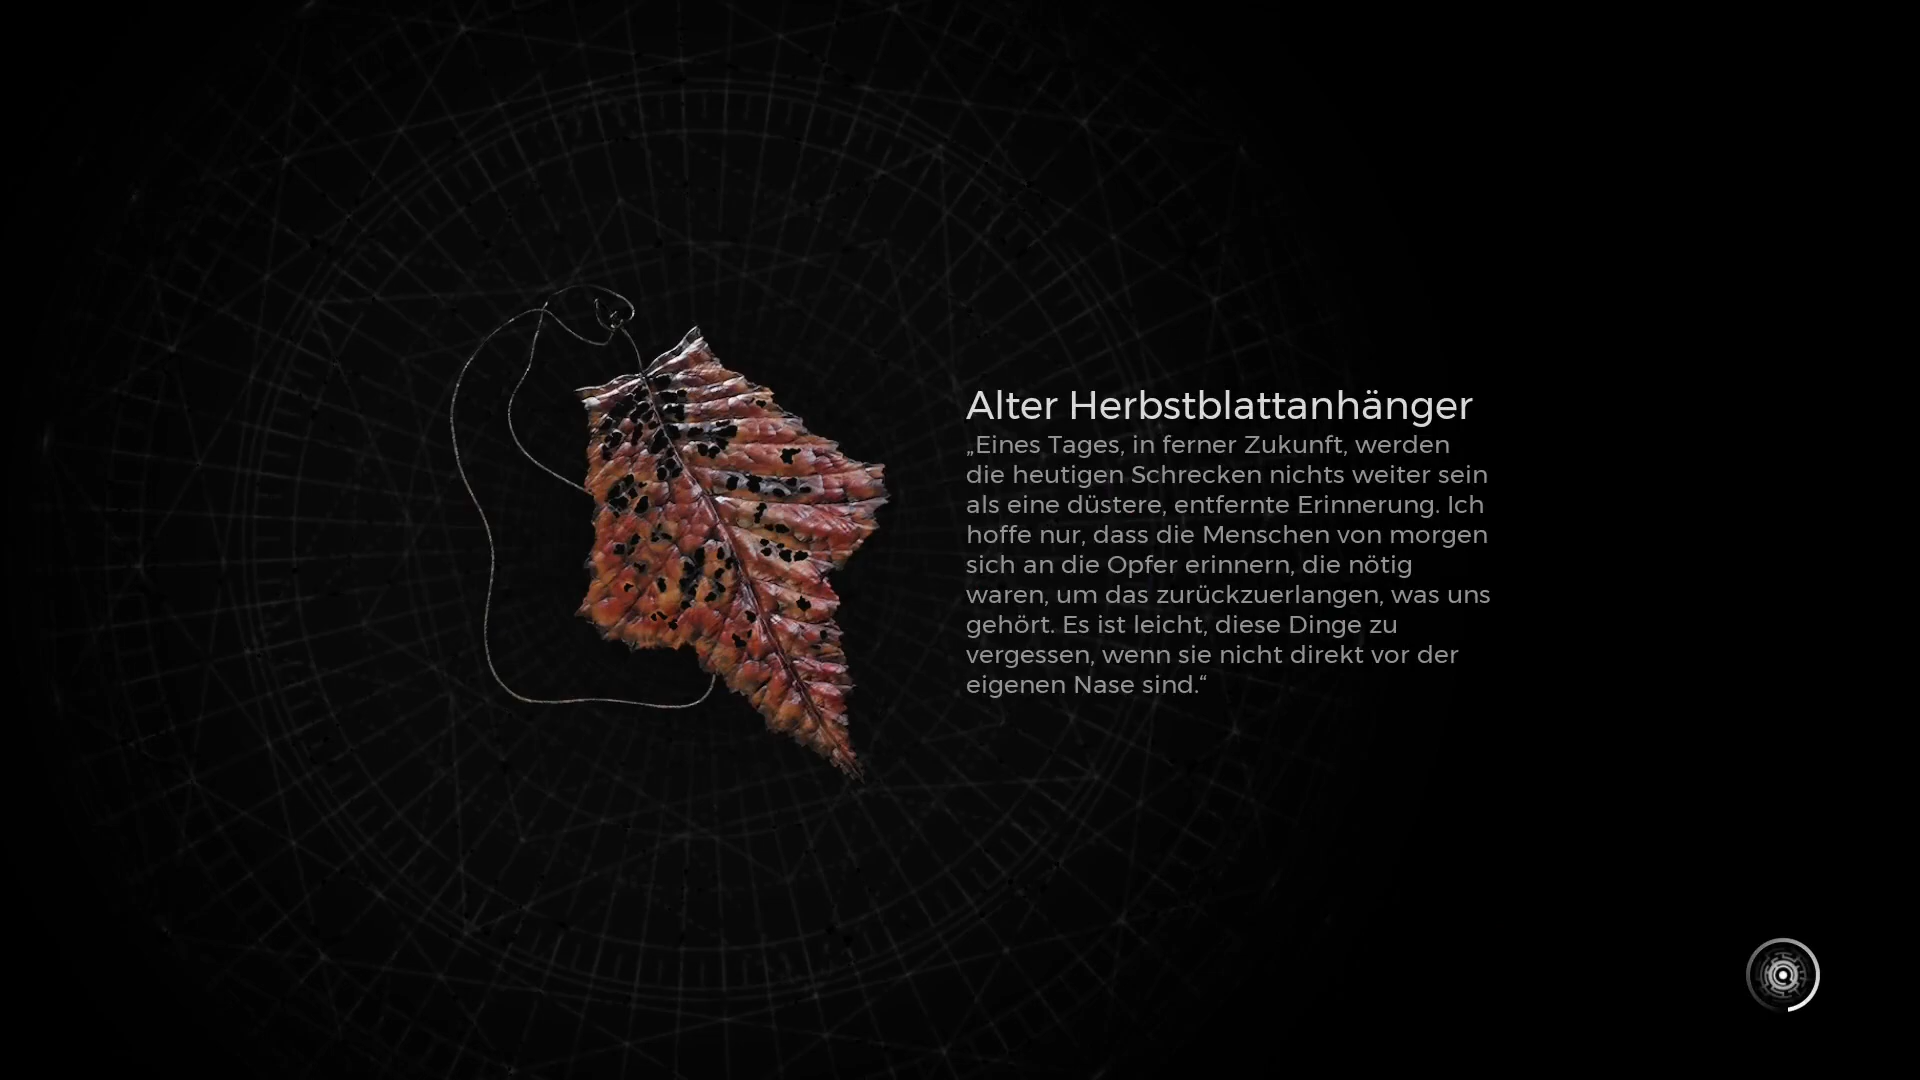 Alter Herbstblattanhänger
„Eines Tages, in ferner Zukunft, werden
die heutigen Schrecken nichts weiter sein
als eine düstere, entfernte Erinnerung. Ich
hoffe nur, dass die Menschen von morgen
sich an die Opfer erinnern, die nötig
waren, um das zurückzuerlangen, was uns
gehört. Es ist leicht, diese Dinge zu
vergessen, wenn sie nicht direkt vor der
eigenen Nase sind.“